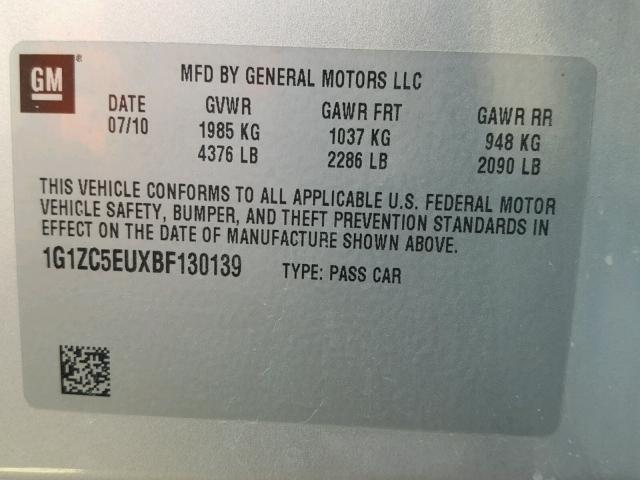 GM®
MFD BY GENERAL MOTORS LLC
DATE GVWR GAWR FRT GAWR RR
07/10 1985 KG 1037 KG 948 KG
4376 LB 2286 LB 2090 LB
THIS VEHICLE CONFORMS TO ALL APPLICABLE U.S. FEDERAL MOTOR
VEHICLE SAFETY, BUMPER, AND THEFT PREVENTION STANDARDS IN
EFFECT ON THE DATE OF MANUFACTURE SHOWN ABOVE.
1G1ZC5EUXBF130139 TYPE: PASS CAR